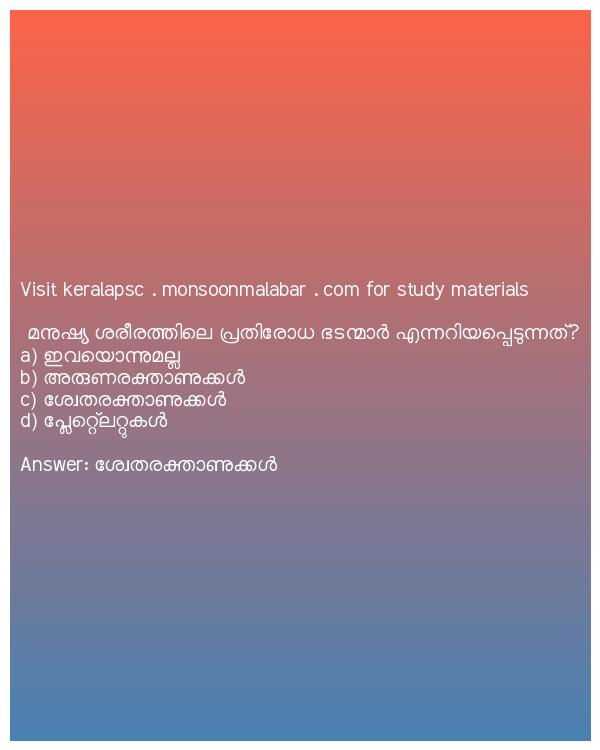 Visit keralapsc . monsoonmalabar . com for study materials
മനുഷ്യ ശരീരത്തിലെ പ്രതിരോധ ഭടന്മാർ എന്നറിയപ്പെടുന്നത്?
a) ഇവയൊന്നുമല്ല
b) അരുണരക്താണുക്കൾ
c) ശ്വേതരക്താണുക്കൾ
d) പ്ലേറ്റ്ലെറ്റുകൾ
Answer: ശ്വേതരക്താണുക്കൾ